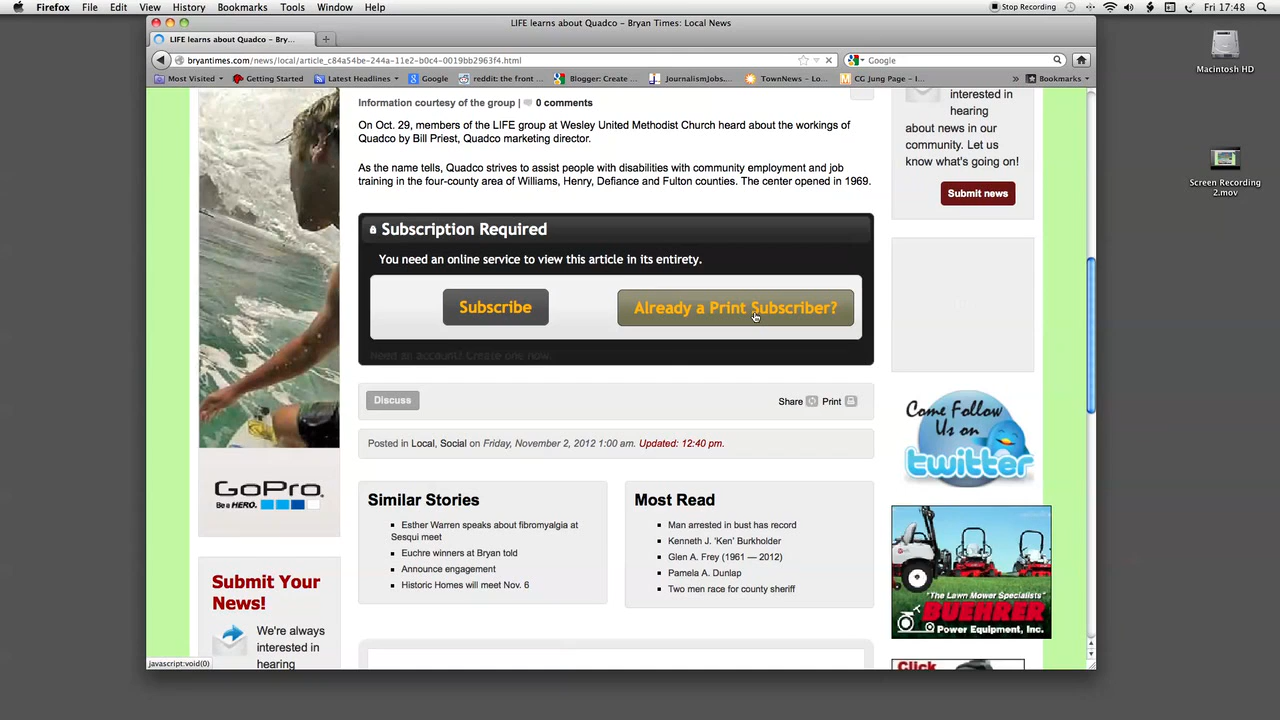 Firefox File Edit View History Bookmarks Tools Window Help
Stop Recording
Fri 17:48
LIFE learns about Quadco – Bryan Times: Local News
LIFE learns about Quadco – Bry...
bryantimes.com/news/local/article_c84a54be-244a-11e2-b0c4-0019bb2963f4.html
Google
Most Visited
Getting Started
Latest Headlines
Google
reddit: the front ...
Blogger: Create ...
JournalismJobs....
TownNews – Lo...
CG Jung Page – I...
»
Bookmarks
Macintosh HD
Screen Recording
2.mov
Information courtesy of the group | 0 comments
On Oct. 29, members of the LIFE group at Wesley United Methodist Church heard about the workings of
Quadco by Bill Priest, Quadco marketing director.
As the name tells, Quadco strives to assist people with disabilities with community employment and job
training in the four-county area of Williams, Henry, Defiance and Fulton counties. The center opened in 1969.
Subscription Required
You need an online service to view this article in its entirety.
Subscribe
Already a Print Subscriber?
Need an account? Create one now.
Discuss
Share
Print
Posted in Local, Social on Friday, November 2, 2012 1:00 am. Updated: 12:40 pm.
Similar Stories
Esther Warren speaks about fibromyalgia at
Sesqui meet
Euchre winners at Bryan told
Announce engagement
Historic Homes will meet Nov. 6
Most Read
Man arrested in bust has record
Kenneth J. 'Ken' Burkholder
Glen A. Frey (1961 — 2012)
Pamela A. Dunlap
Two men race for county sheriff
GoPro
Be a HERO.
Submit Your
News!
We're always
interested in
hearing
interested in
hearing
about news in our
community. Let us
know what's going on!
Submit news
Come Follow
Us on
twitter
"The Lawn Mower Specialists"
BUEHRER
Power Equipment, Inc.
Click
javascript:void(0)